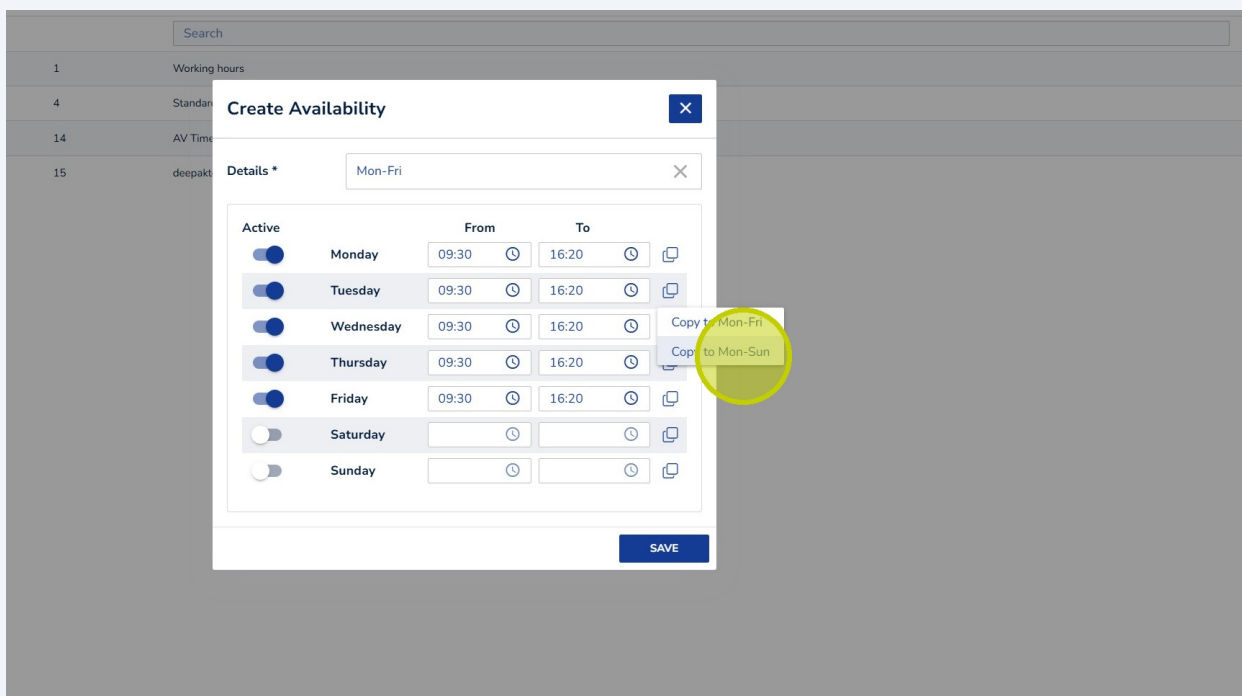 Search
1 Working hours
4 Standar
14 AV Time
15 deepakt
Create Availability
Details * Mon-Fri
Active From To
Monday 09:30 16:20
Tuesday 09:30 16:20
Wednesday 09:30 16:20
Thursday 09:30 16:20
Friday 09:30 16:20
Saturday
Sunday
Copy to Mon-Fri
Copy to Mon-Sun
SAVE